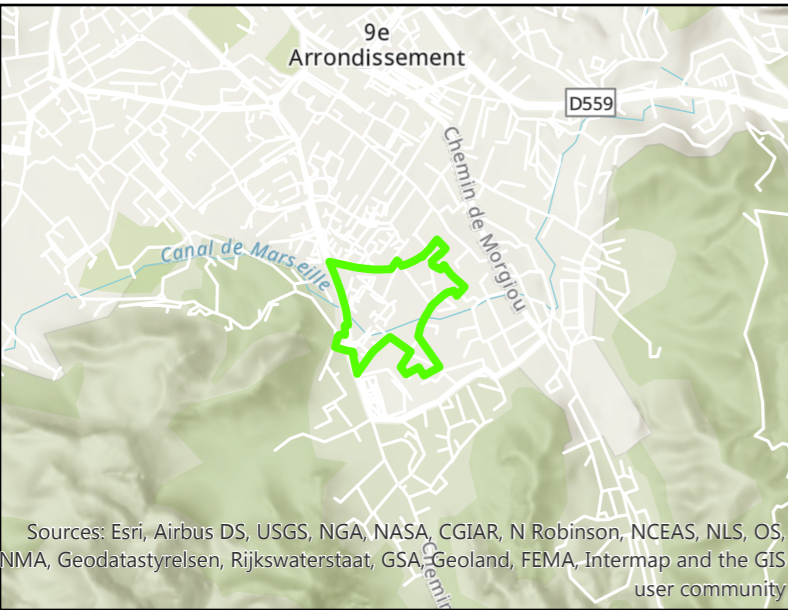 9e
Arrondissement
D559
Chemin de Morgiou
Canal de Marseille
Sources: Esri, Airbus DS, USGS, NGA, NASA, CGIAR, N Robinson, NCEAS, NLS, OS,
NMA, Geodatastyrelsen, Rijkswaterstaat, GSA, Geoland, FEMA, Intermap and the GIS
user community
Chemin